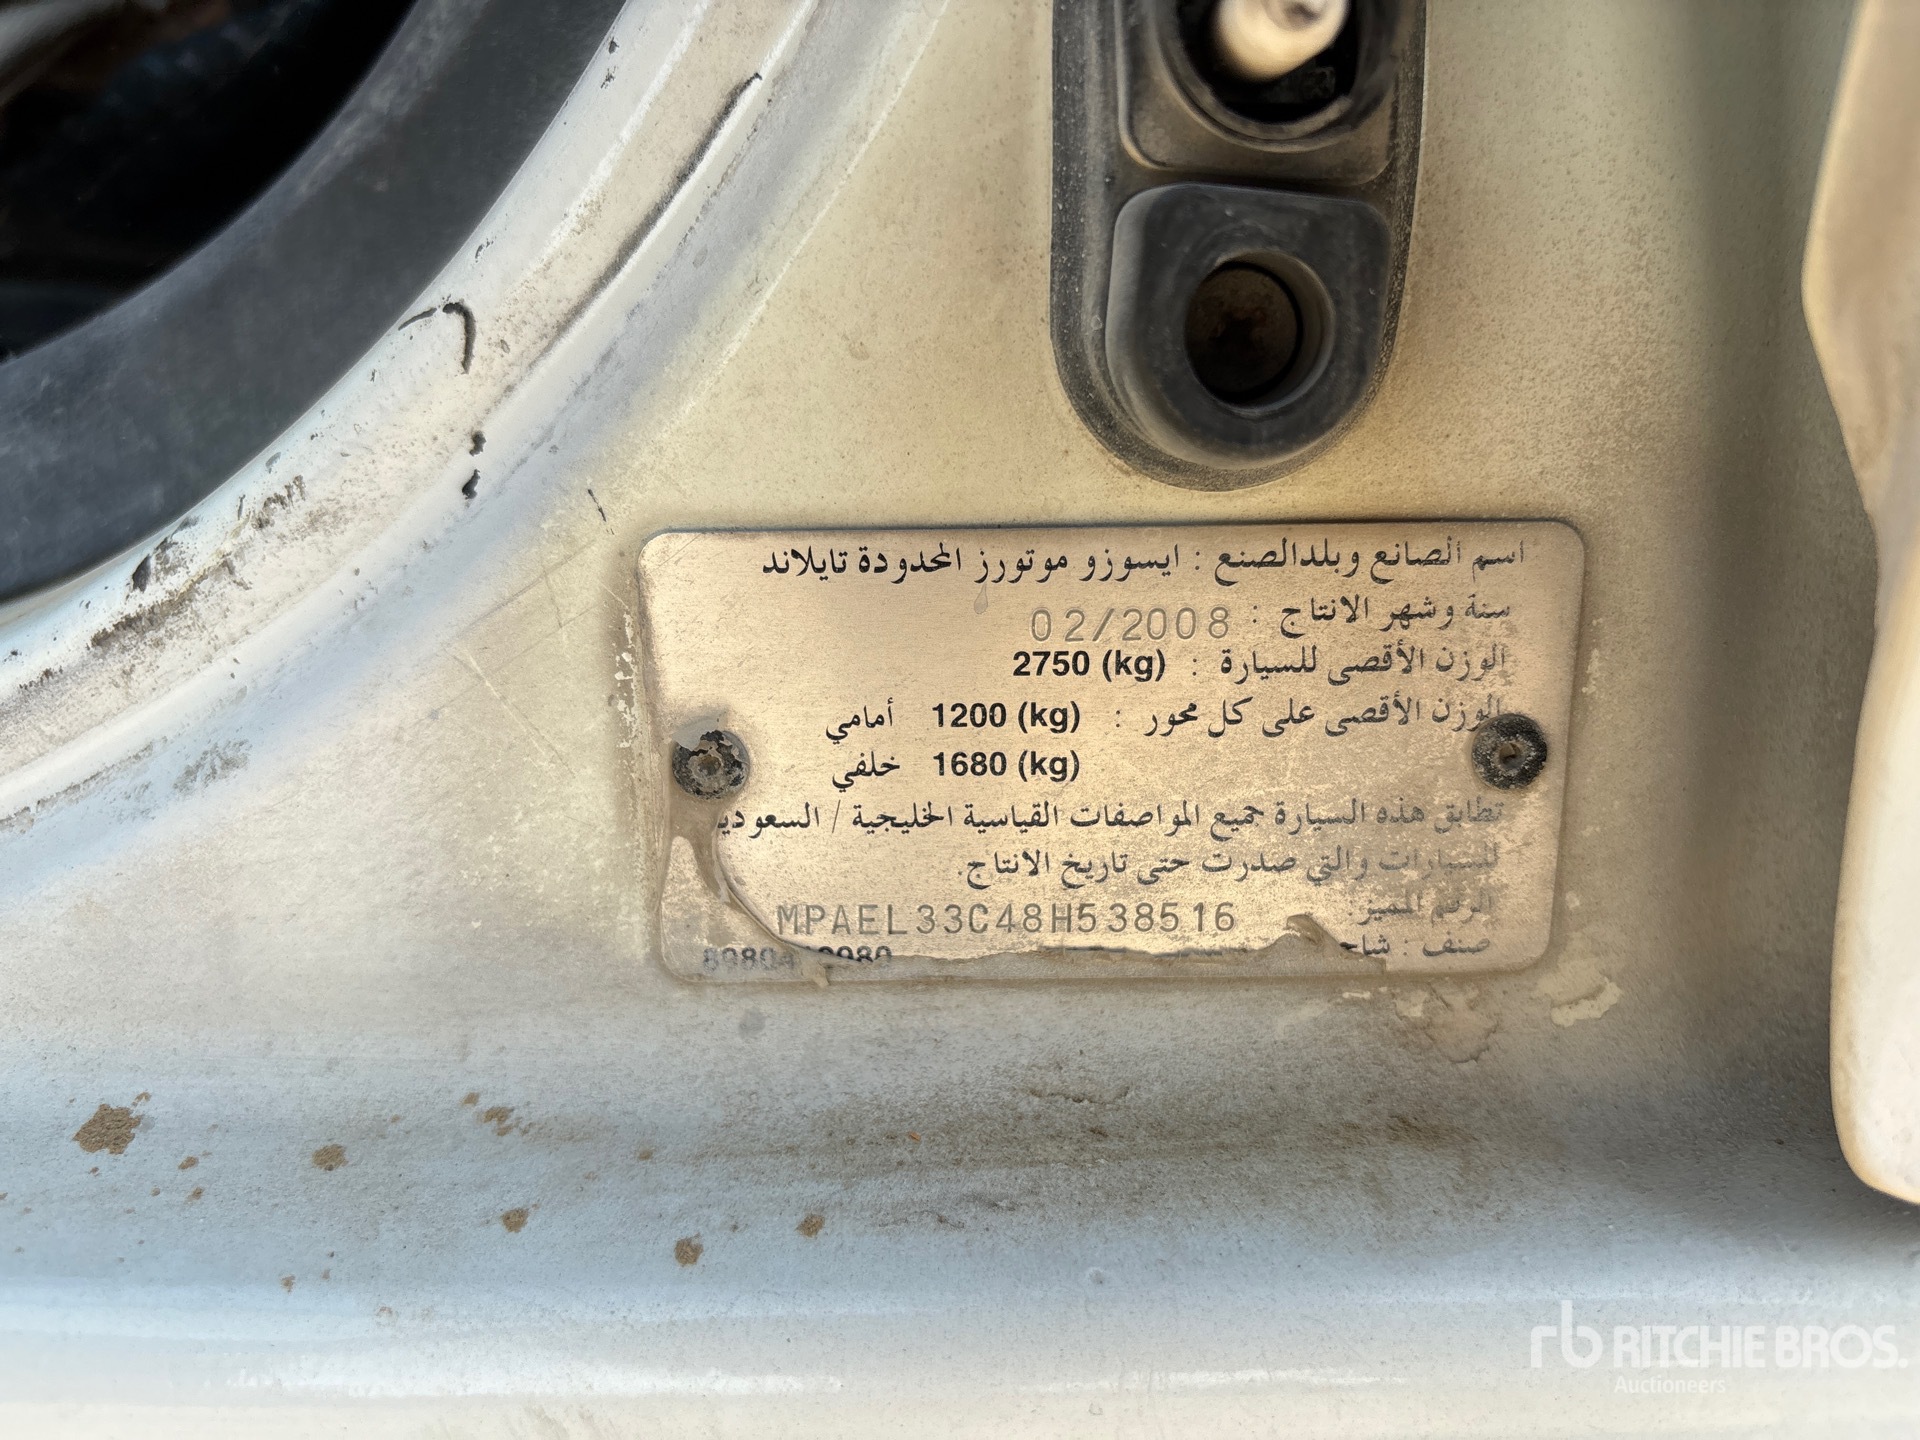 اسم الصانع وبلدالصنع : ايسوزو موتورز المحدودة تايلاند
سنة وشهر الانتاج : 02/2008
الوزن الأقصى للسيارة : 2750 (kg)
الوزن الأقصى على كل محور : 1200 (kg) أمامي
1680 (kg) خلفي
تطابق هذه السيارة جميع المواصفات القياسية الخليجية / السعودية
للسيارات والتي صدرت حتى تاريخ الانتاج.
الرقم المميز: MPAEL33C48H538516
صنف :
rb RITCHIE BROS.
Auctioneers